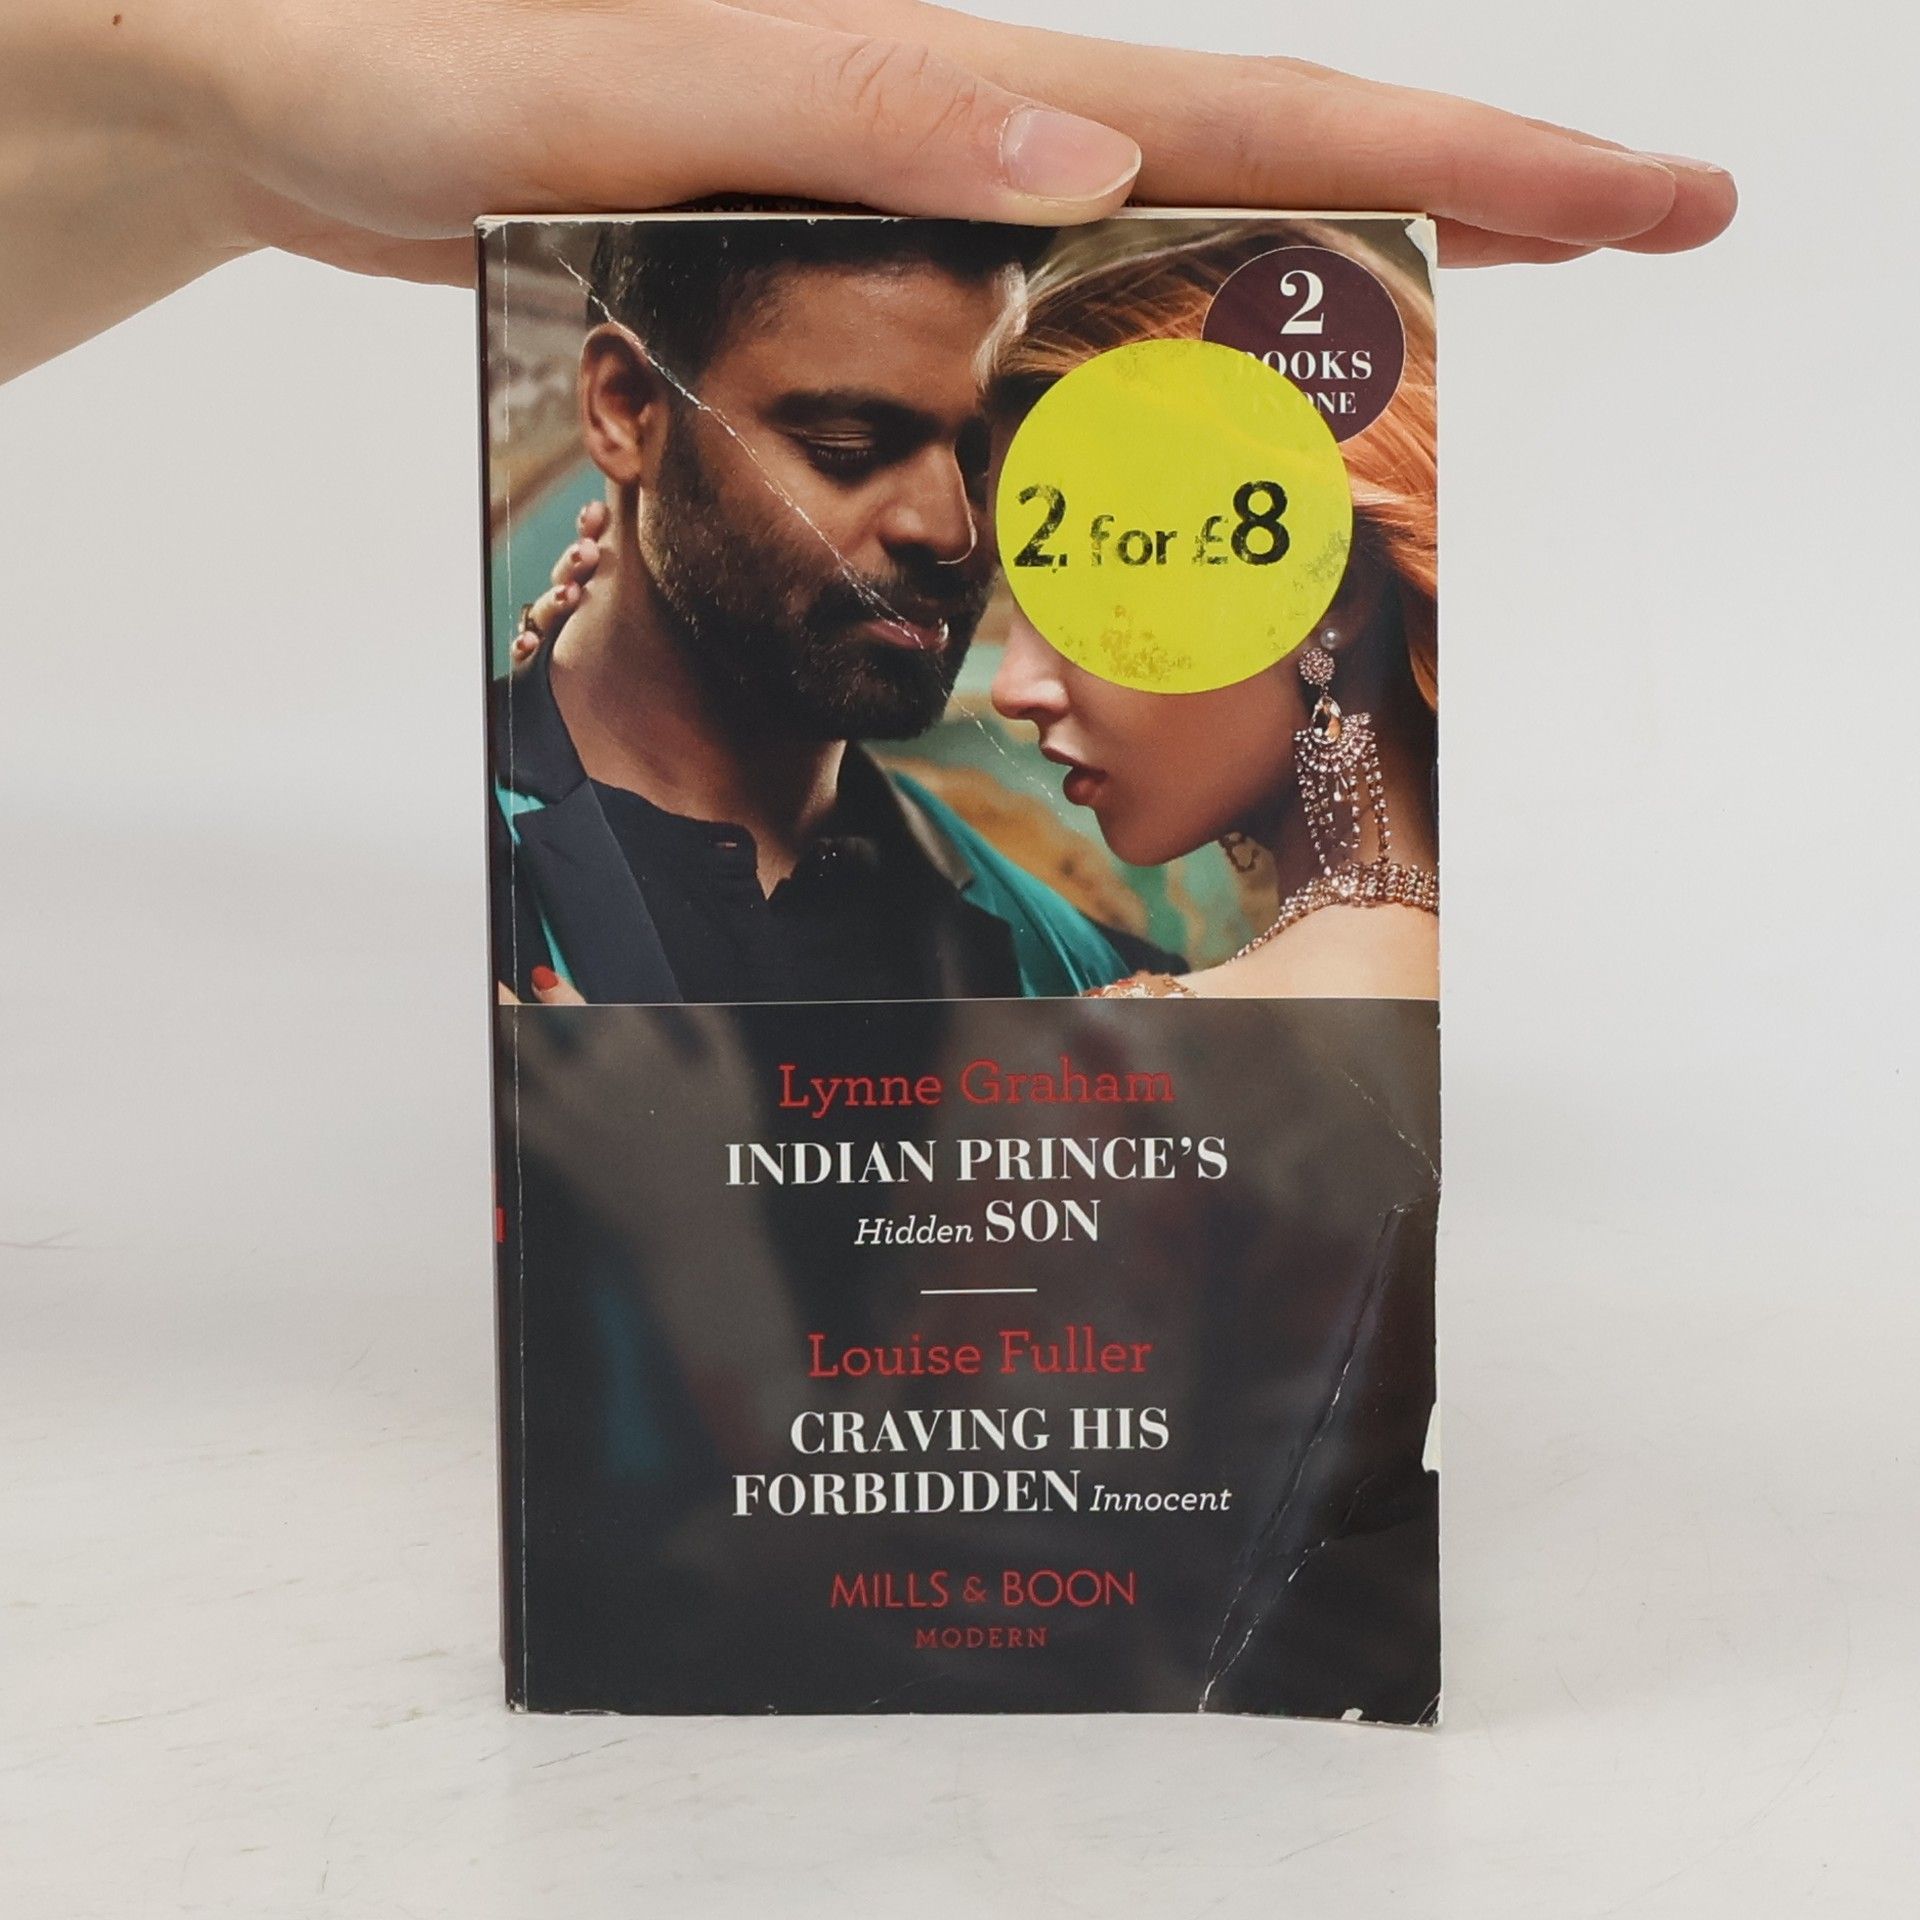 2
OOKS
ONE
2 for £8
Lynne Graham
INDIAN PRINCE'S
Hidden SON
Louise Fuller
CRAVING HIS
FORBIDDEN Innocent
MILLS & BOON
MODERN